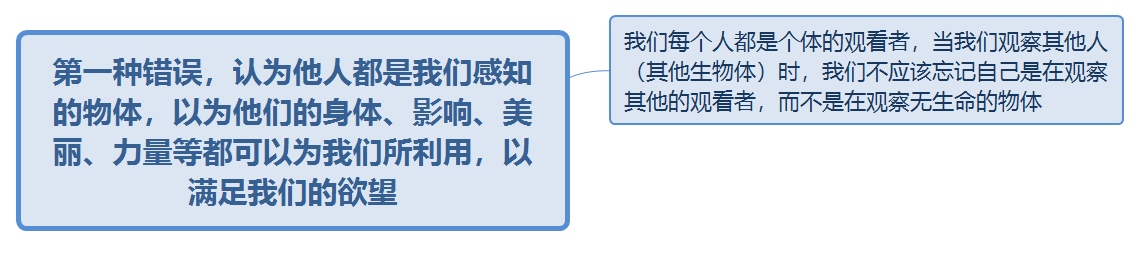 第一种错误，认为他人都是我们感知
的物体，以为他们的身体、影响、美
丽、力量等都可以为我们所利用，以
满足我们的欲望
我们每个人都是个体的观看者，当我们观察其他人
（其他生物体）时，我们不应该忘记自己是在观察
其他的观看者，而不是在观察无生命的物体